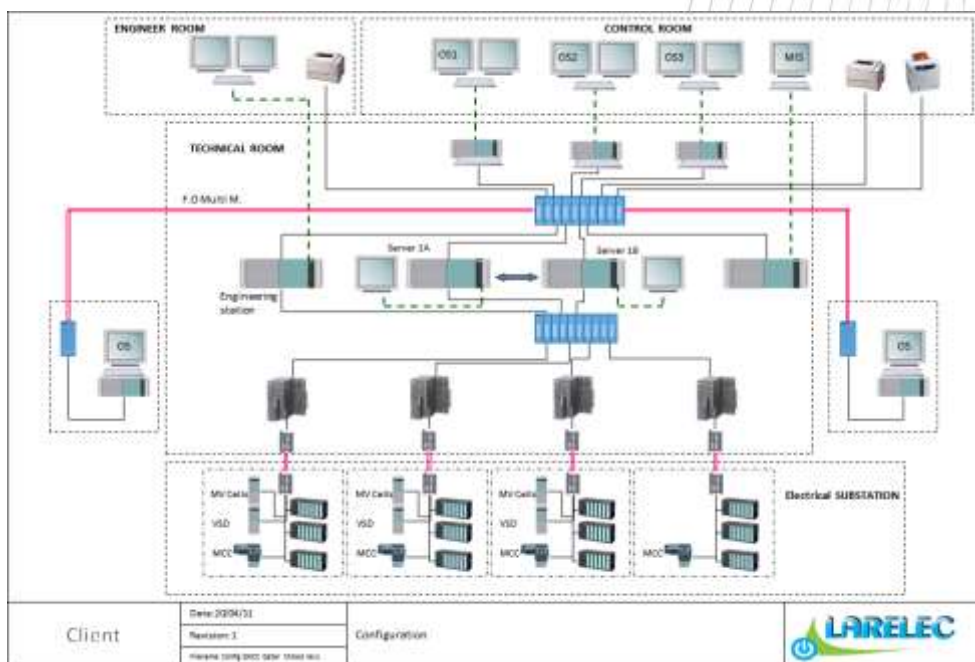 ENGINEER ROOM
CONTROL ROOM
OS1
OS2
OS3
MIS
TECHNICAL ROOM
F.O Multi M.
Server 1A
Server 1B
Engineering
station
OS
OS
MV Cells
MV Cells
MV Cells
Electrical SUBSTATION
VSD
VSD
VSD
MCC
MCC
MCC
MCC
Client
Revision: 1
Configuration
LARELEC